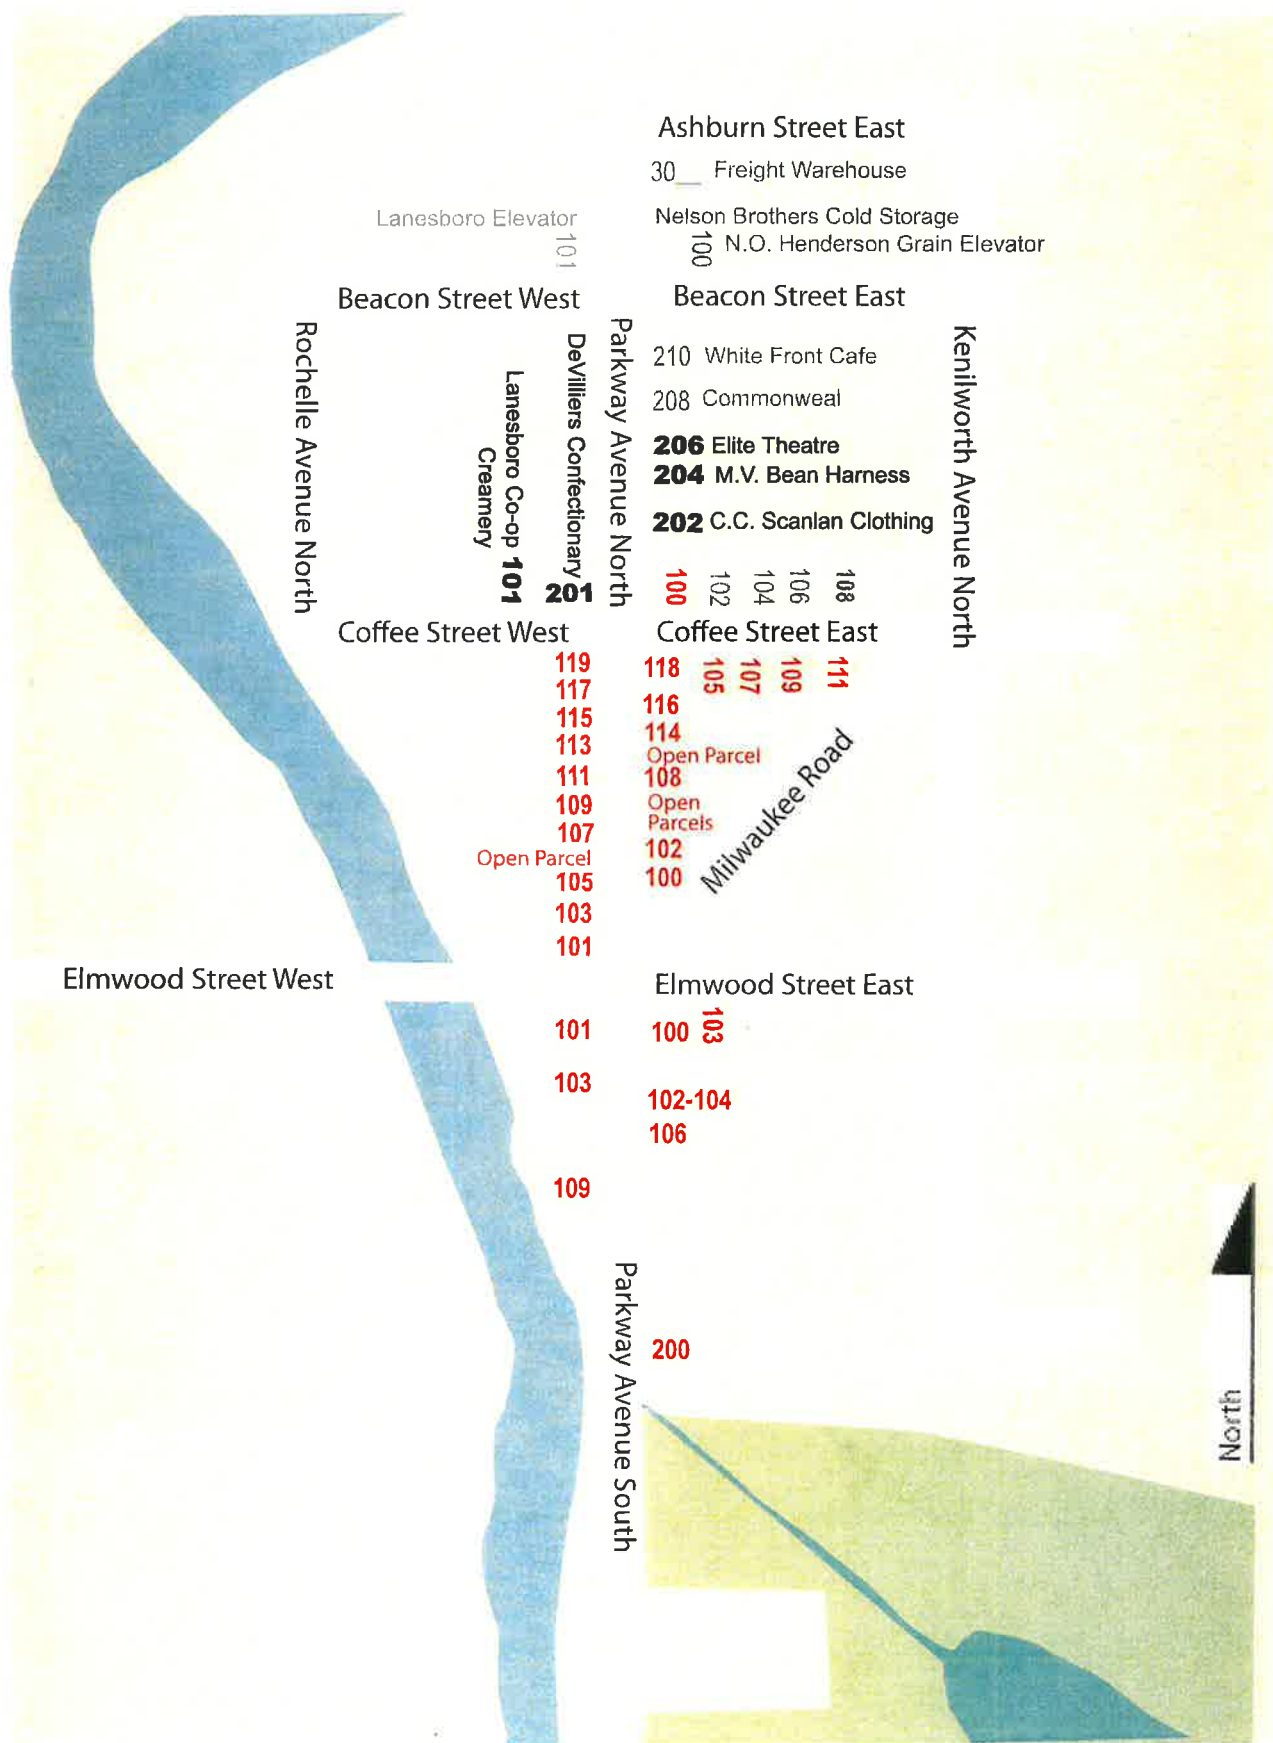 Ashburn Street East
30__ Freight Warehouse
Lanesboro Elevator
101
Nelson Brothers Cold Storage
100
N.O. Henderson Grain Elevator
Beacon Street West
Beacon Street East
Rochelle Avenue North
Lanesboro Co-op 101
Creamery
DeVilliers Confectionary
201
Parkway Avenue North
210 White Front Cafe
208 Commonweal
206 Elite Theatre
204 M.V. Bean Harness
202 C.C. Scanlan Clothing
100
102
104
106
108
Kenilworth Avenue North
Coffee Street West
Coffee Street East
119
117
115
113
111
109
107
Open Parcel
105
103
101
118
105
107
109
111
116
114
Open Parcel
108
Open
Parcels
102
100
Milwaukee Road
Elmwood Street West
Elmwood Street East
101
103
109
100
103
102-104
106
Parkway Avenue South
200
North